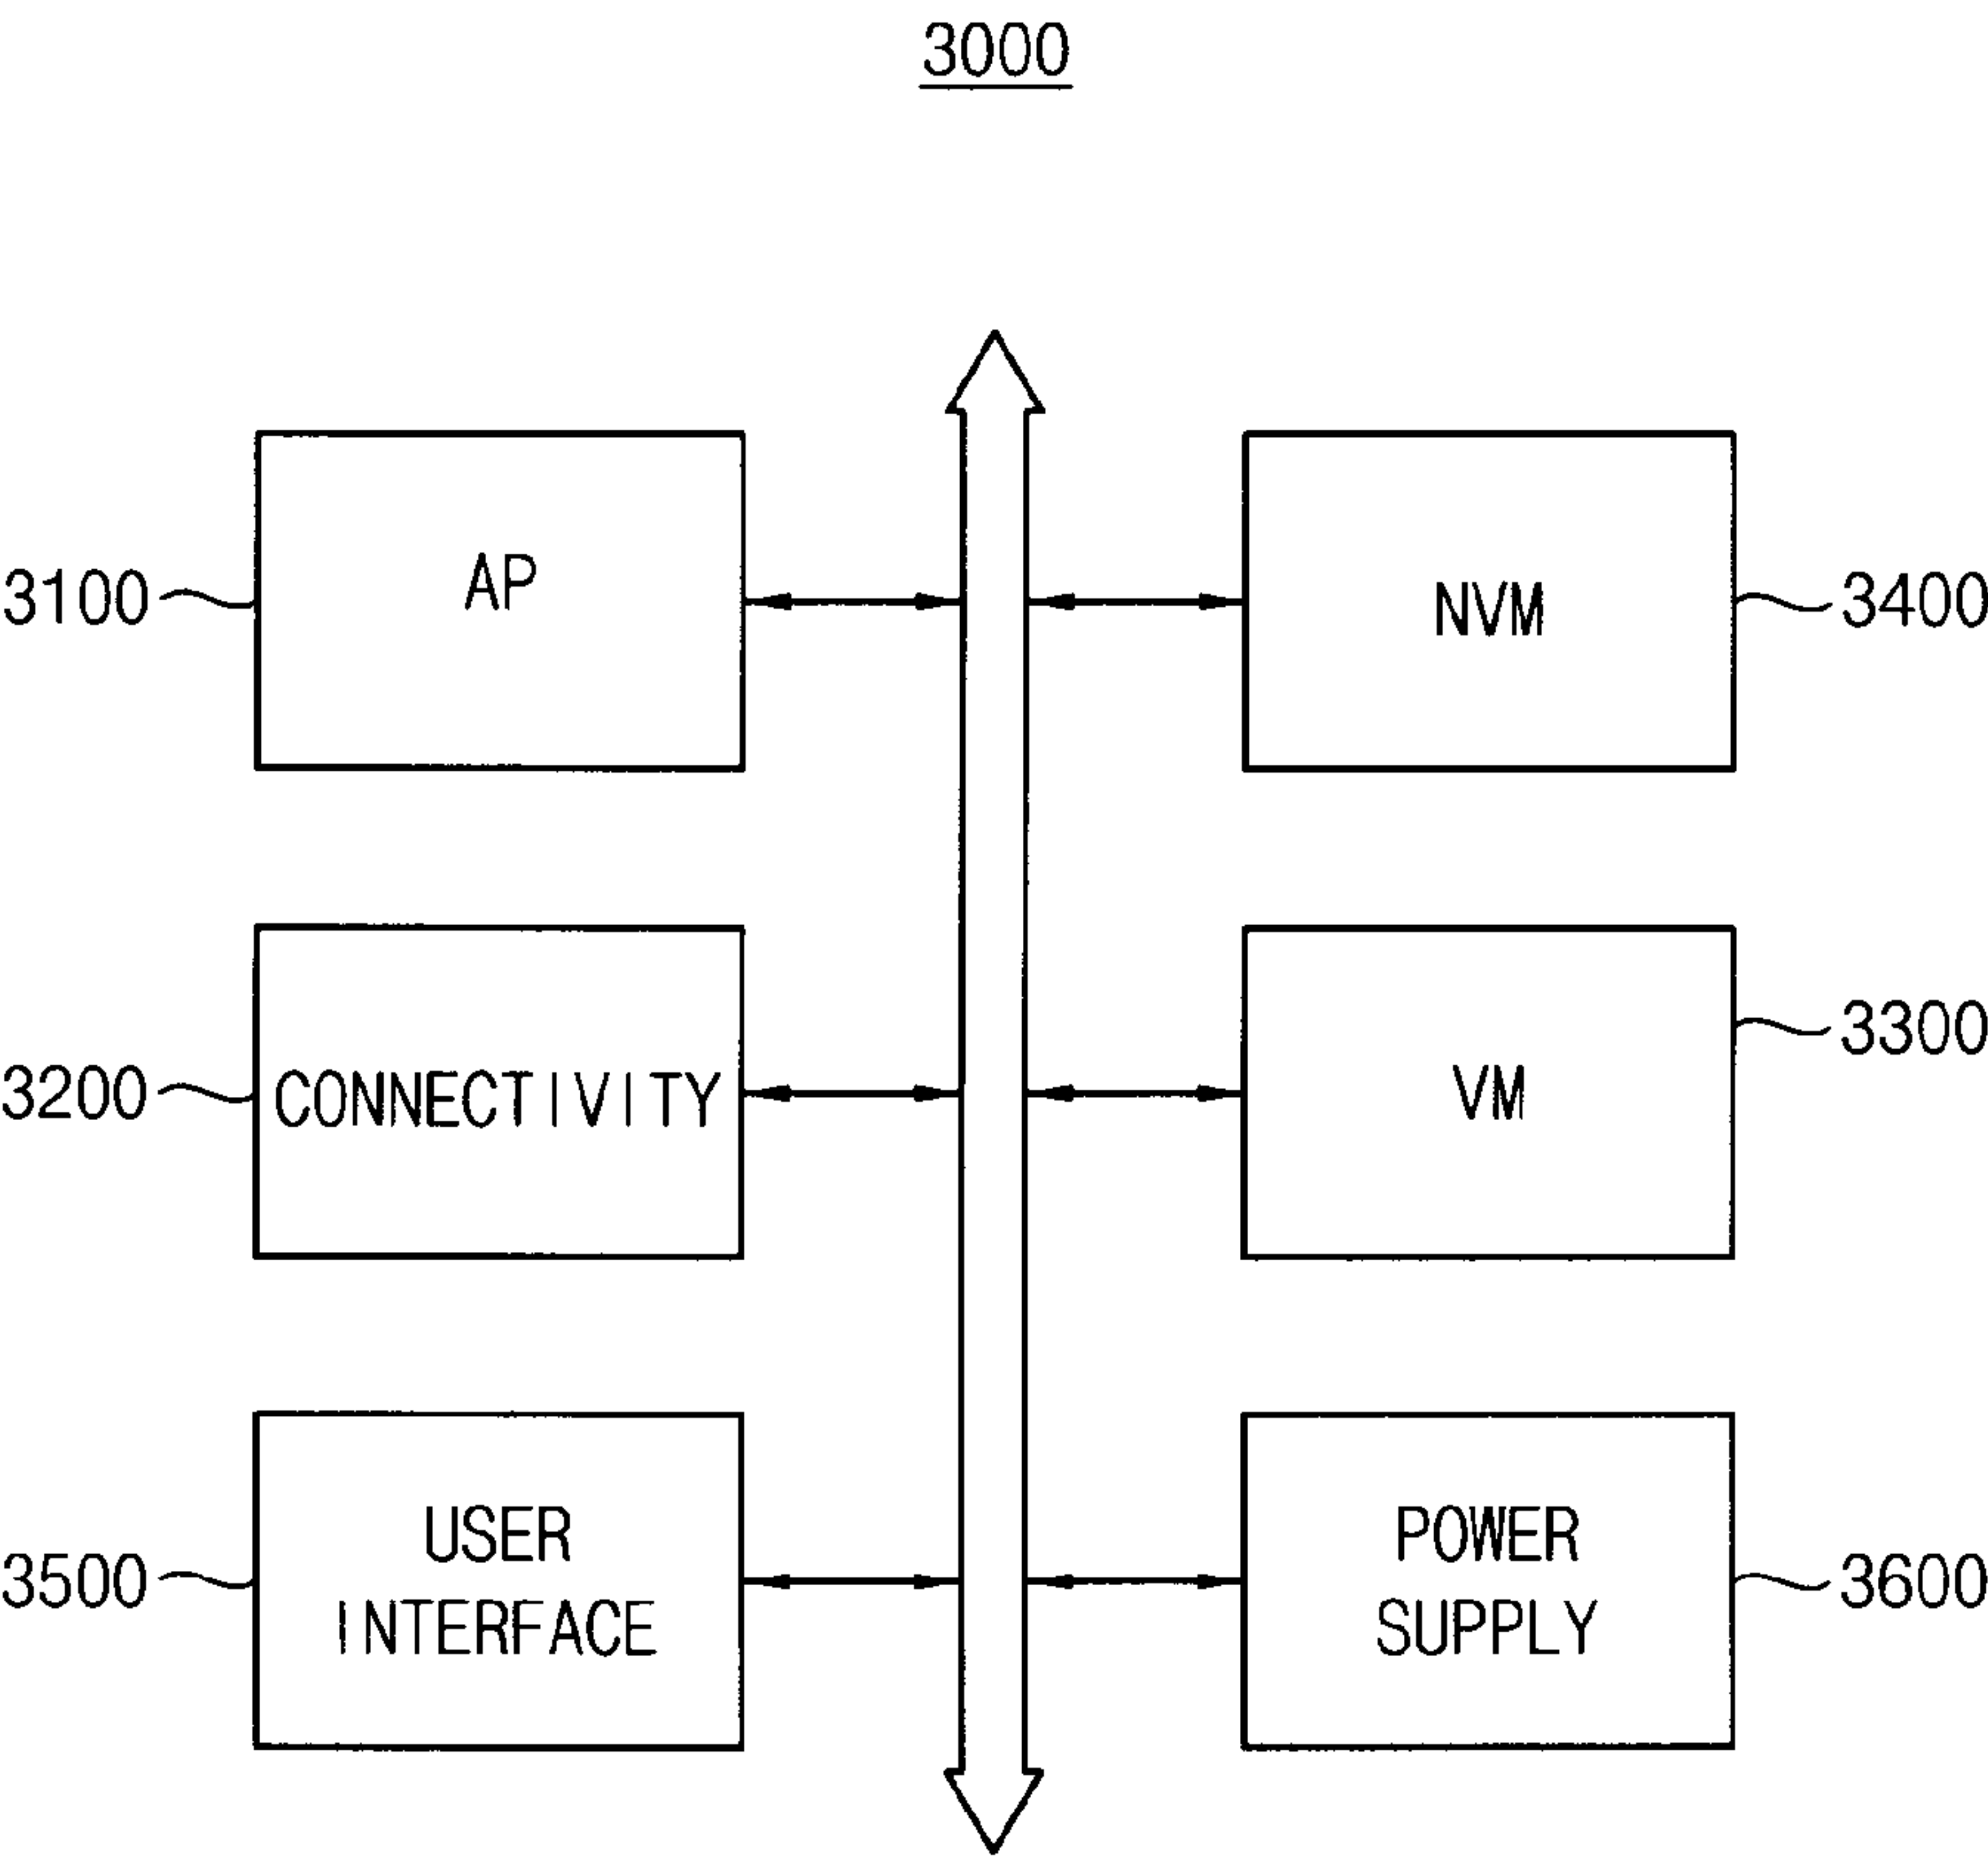 3000
3100
AP
NVM
3400
3200
CONNECTIVITY
VM
3300
3500
USER
INTERFACE
POWER
SUPPLY
3600